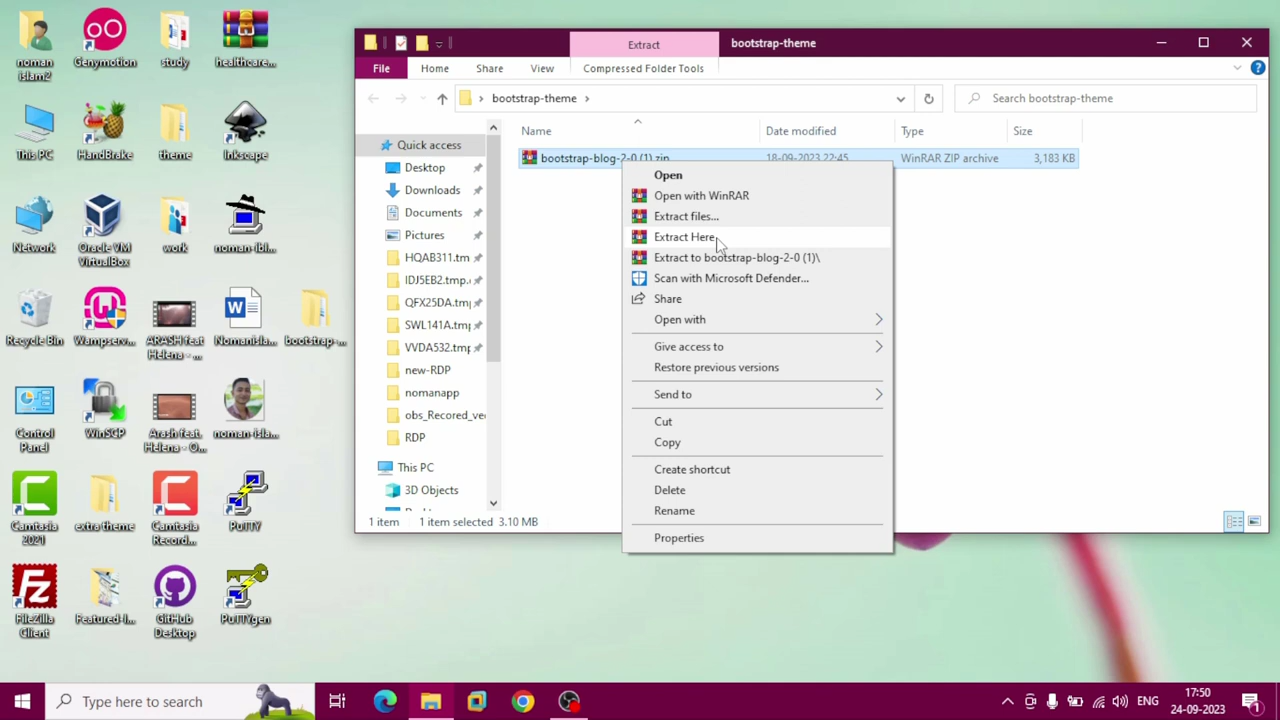 noman
islam2
Genymotion
study
healthcare...
This PC
HandBrake
theme
Inkscape
Network
Oracle VM
VirtualBox
work
noman-ibl...
Recycle Bin
Wampserv...
ARASH feat
Helena - ...
Nomanisla...
bootstrap-...
Control
Panel
WinSCP
Arash feat.
Helena - O...
noman-isla...
Camtasia
2021
extra theme
Camtasia
Record...
PuTTY
FileZilla
Client
Featured-I...
GitHub
Desktop
PuTTYgen
Extract
bootstrap-theme
File
Home
Share
View
Compressed Folder Tools
bootstrap-theme
Search bootstrap-theme
Name
Date modified
Type
Size
bootstrap-blog-2-0 (1).zip
18-09-2023 22:45
WinRAR ZIP archive
3,183 KB
Quick access
Desktop
Downloads
Documents
Pictures
HQAB311.tm
IDJ5EB2.tmp.
QFX25DA.tmp
SWL141A.tmp
VVDA532.tmp
new-RDP
nomanapp
obs_Recored_ve
RDP
This PC
3D Objects
1 item
1 item selected
3.10 MB
Open
Open with WinRAR
Extract files...
Extract Here
Extract to bootstrap-blog-2-0 (1)\
Scan with Microsoft Defender...
Share
Open with
Give access to
Restore previous versions
Send to
Cut
Copy
Create shortcut
Delete
Rename
Properties
Type here to search
ENG
17:50
24-09-2023
1